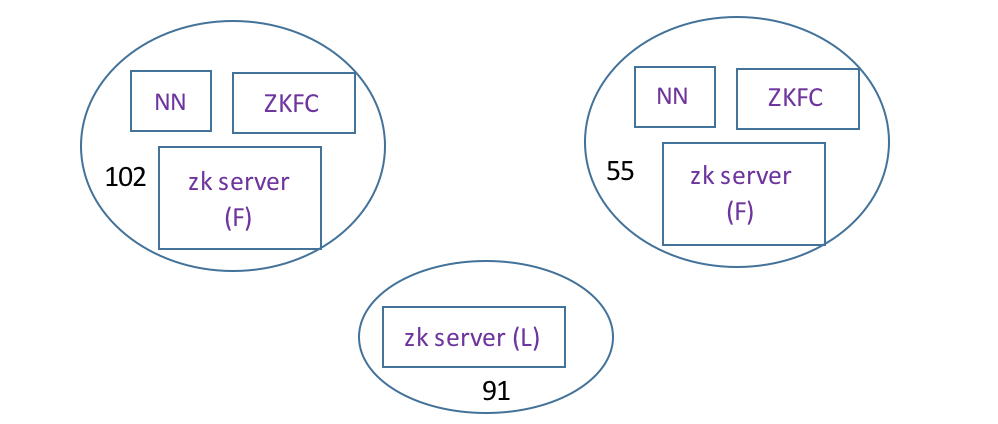 NN
ZKFC
102
zk server
(F)
NN
ZKFC
55
zk server
(F)
zk server (L)
91